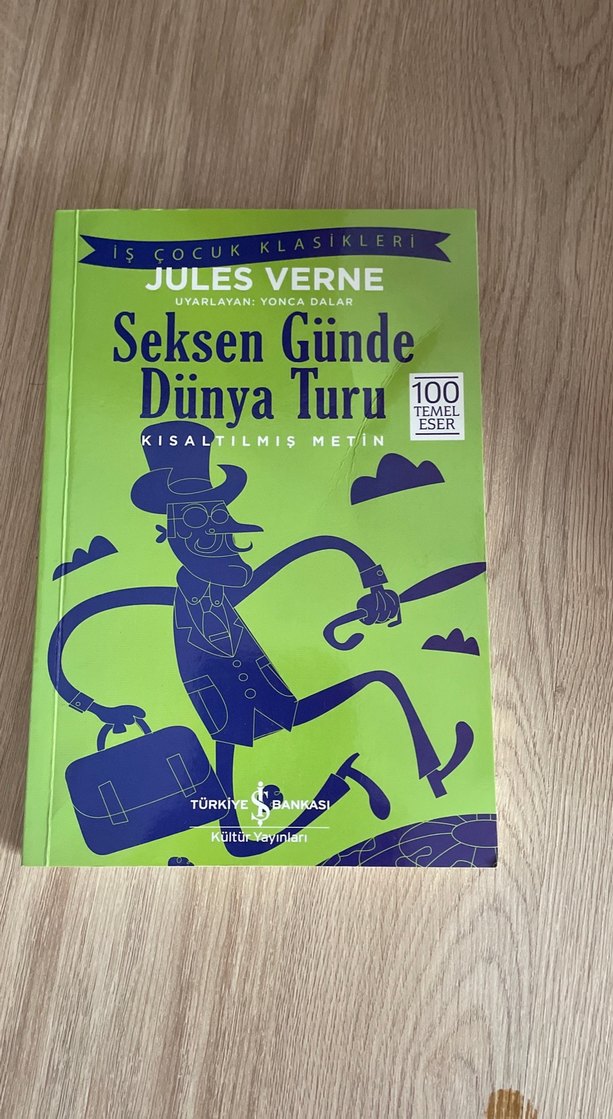 İŞ ÇOCUK KLASİKLERİ
JULES VERNE
UYARLAYAN: YONCA DALAR
Seksen Günde
Dünya Turu
100
TEMEL
ESER
KISALTILMIŞ METİN
TÜRKİYE İŞ BANKASI
Kültür Yayınları